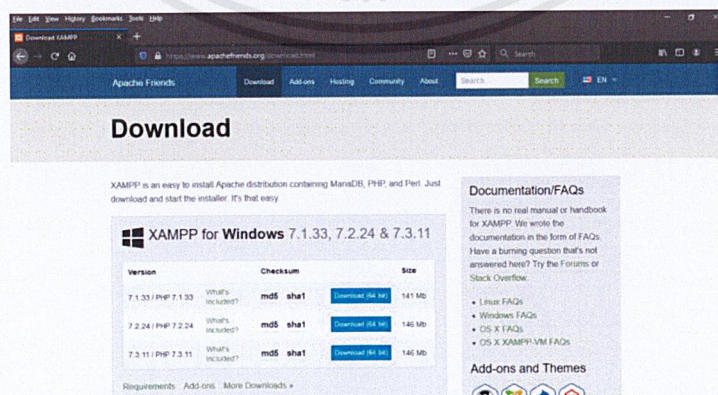 File Edit View History Bookmarks Tools Help
Download XAMPP
https://www.apachefriends.org/download.html
Search
Apache Friends
Download Add-ons Hosting Community About
Search
Search
EN
Download
XAMPP is an easy to install Apache distribution containing MariaDB, PHP, and Perl. Just
download and start the installer. It's that easy.
XAMPP for Windows 7.1.33, 7.2.24 & 7.3.11
Version Checksum Size
7.1.33 / PHP 7.1.33 What's Included? md5 sha1 Download (64 bit) 141 Mb
7.2.24 / PHP 7.2.24 What's Included? md5 sha1 Download (64 bit) 146 Mb
7.3.11 / PHP 7.3.11 What's Included? md5 sha1 Download (64 bit) 146 Mb
Requirements Add-ons More Downloads »
Documentation/FAQs
There is no real manual or handbook
for XAMPP. We wrote the
documentation in the form of FAQs.
Have a burning question that's not
answered here? Try the Forums or
Stack Overflow.
• Linux FAQs
• Windows FAQs
• OS X FAQs
• OS X XAMPP-VM FAQs
Add-ons and Themes